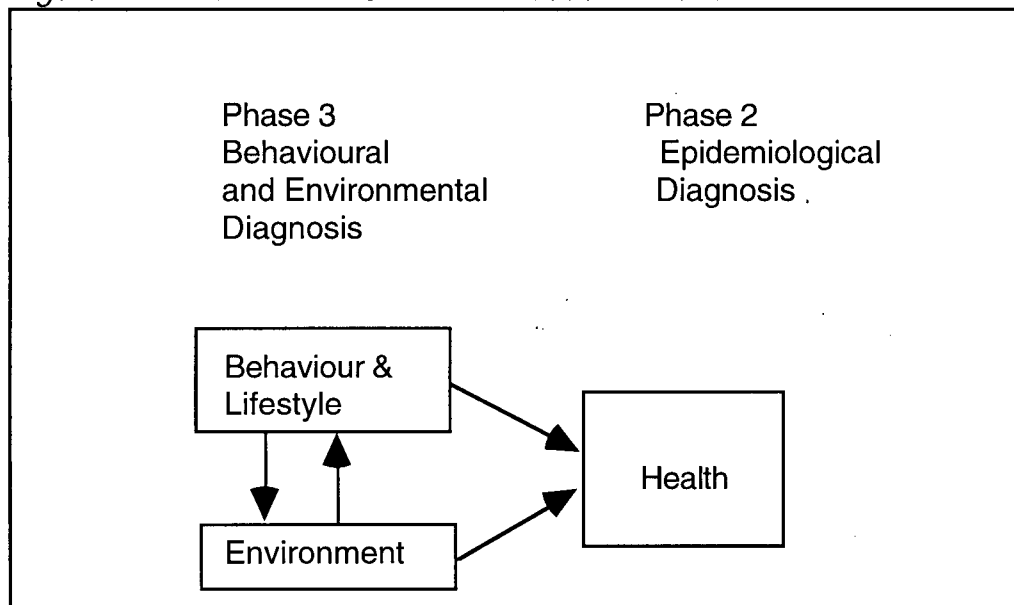 Phase 3
Behavioural
and Environmental
Diagnosis
Phase 2
Epidemiological
Diagnosis
Behaviour &
Lifestyle
Health
Environment